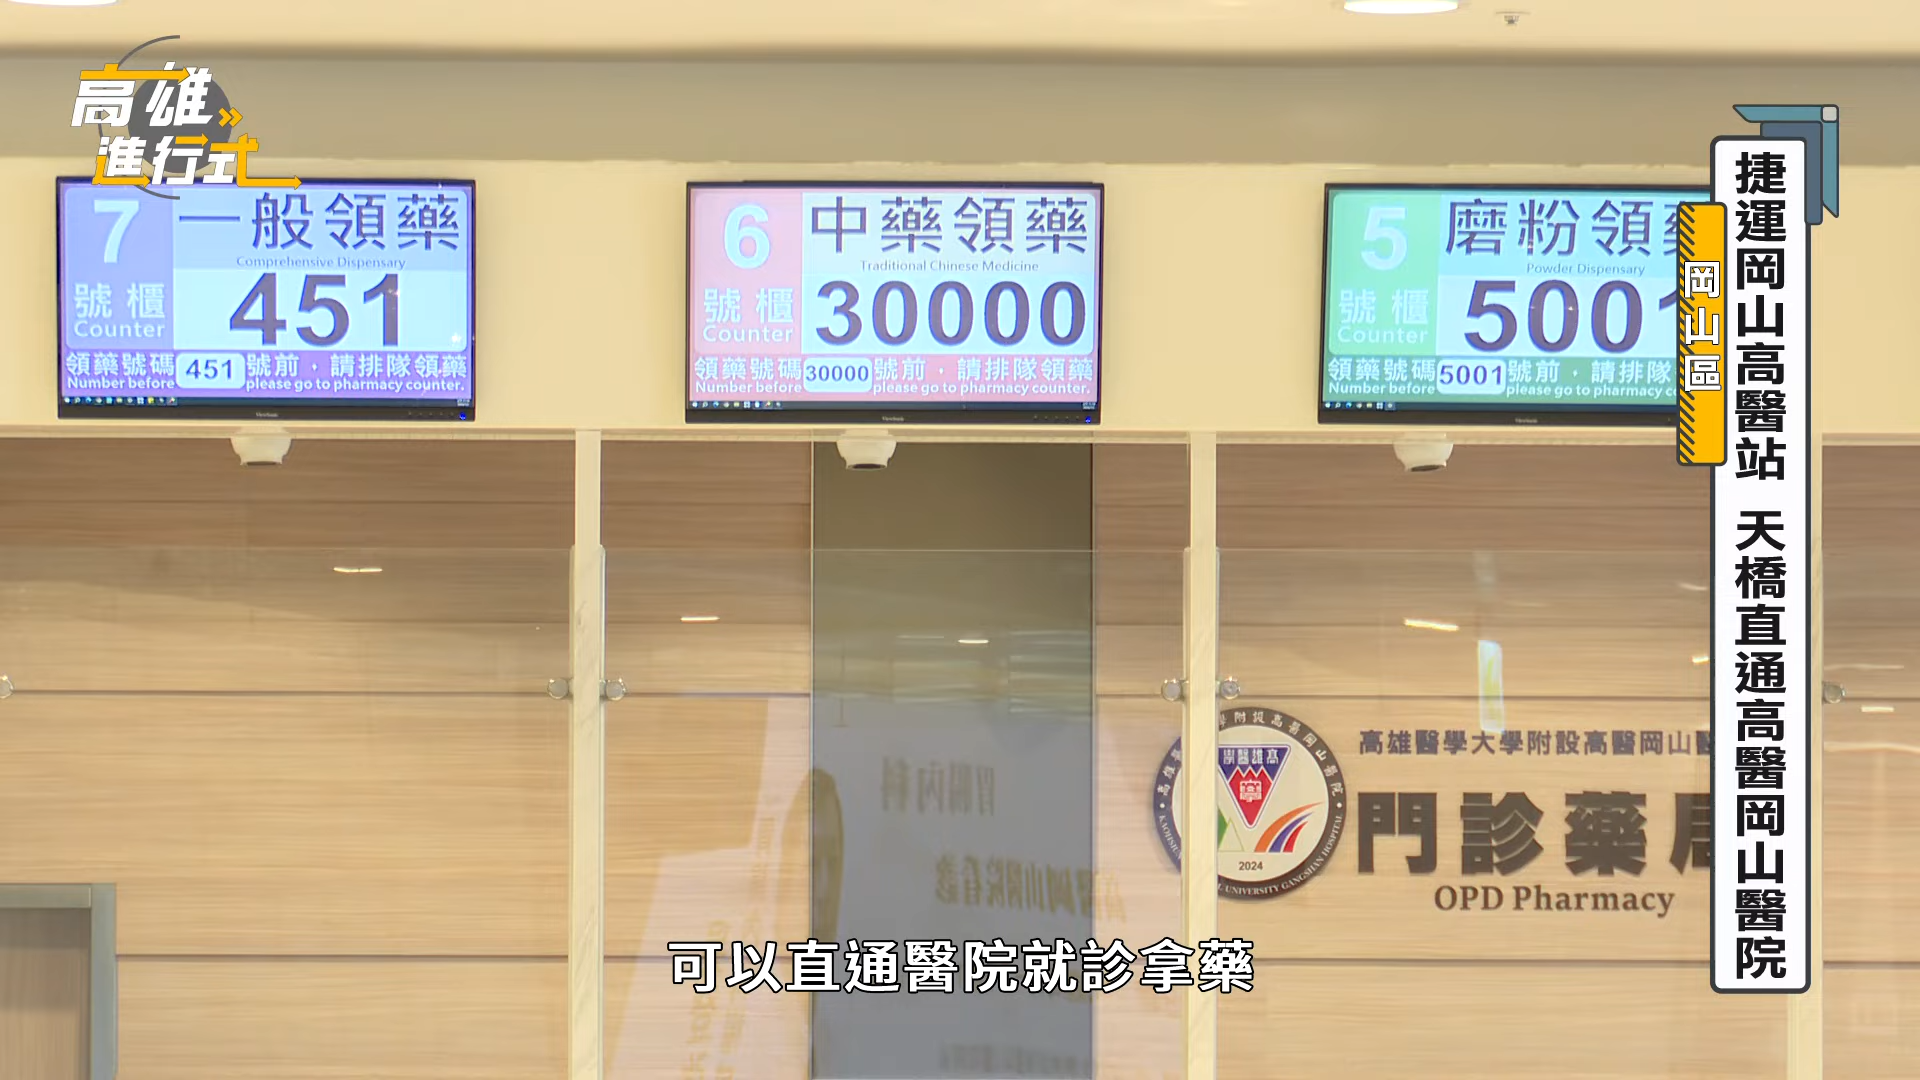 高雄
進行式
7
號櫃
Counter
一般領藥
Comprehensive Dispensary
451
領藥號碼 451 號前,請排隊領藥
Number before please go to pharmacy counter.
6
號櫃
Counter
中藥領藥
Traditional Chinese Medicine
30000
領藥號碼 30000 號前,請排隊領藥
Number before please go to pharmacy counter.
5
號櫃
Counter
磨粉領
Powder Dispensary
5001
領藥號碼 5001 號前,請排隊
Number before please go to pharmacy
岡山區
捷運岡山高醫站 天橋直通高醫岡山醫院
高雄醫學大學附設高醫岡山
門診藥
OPD Pharmacy
2024
可以直通醫院就診拿藥